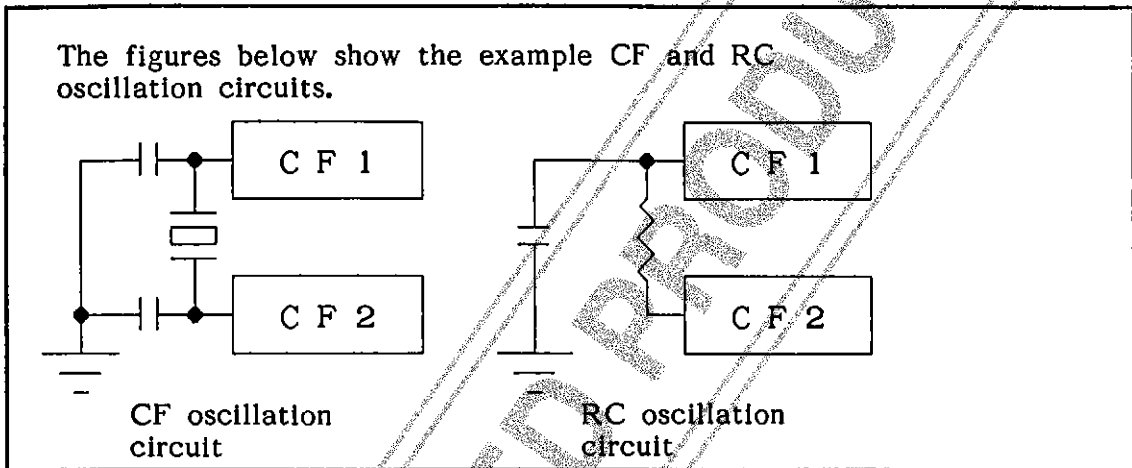 The figures below show the example CF and RC
oscillation circuits.
C F 1
C F 1
C F 2
C F 2
CF oscillation
circuit
RC oscillation
circuit
D PRODU